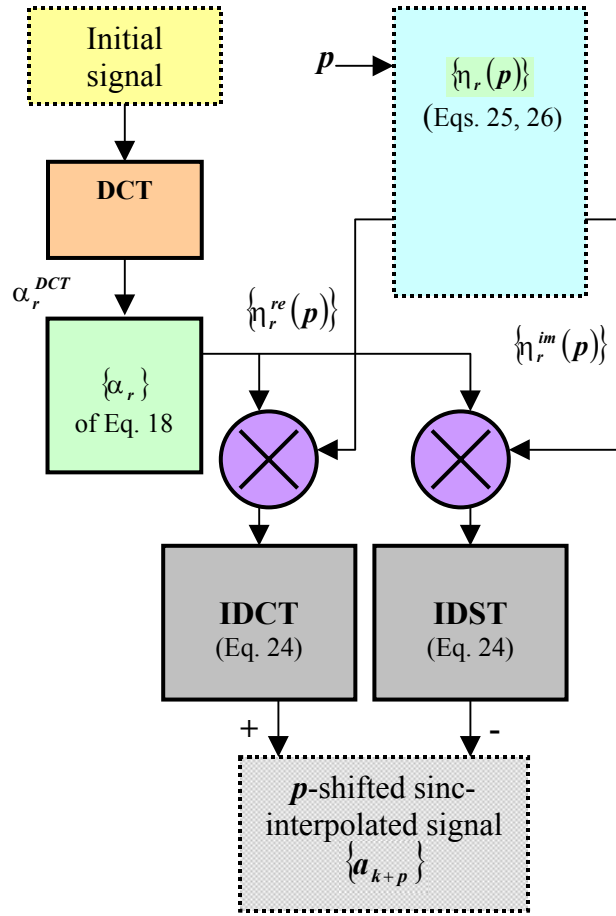 Initial
signal
p
{η_r(p)}
(Eqs. 25, 26)
DCT
α_r^DCT
{η_r^re(p)}
{η_r^im(p)}
{α_r}
of Eq. 18
IDCT
(Eq. 24)
IDST
(Eq. 24)
+
-
p-shifted sinc-
interpolated signal
{a_{k+p}}